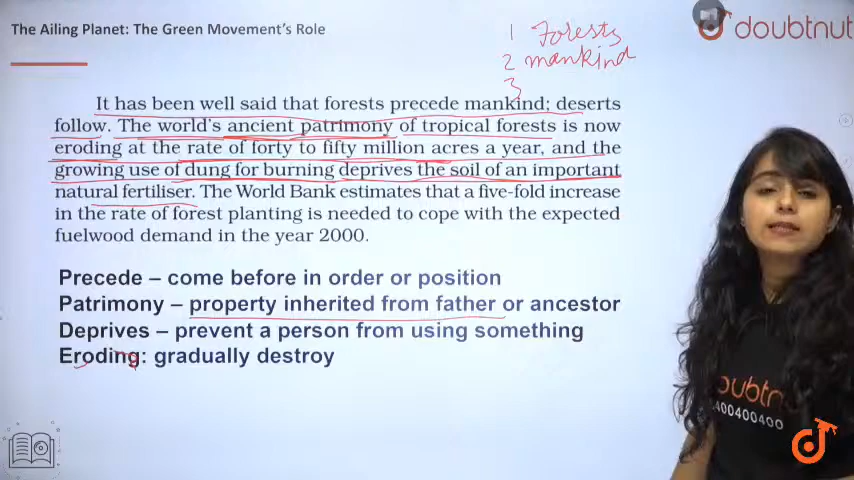 The Ailing Planet: The Green Movement's Role
1 Forests
2 mankind
3
doubtnut
It has been well said that forests precede mankind; deserts
follow. The world's ancient patrimony of tropical forests is now
eroding at the rate of forty to fifty million acres a year, and the
growing use of dung for burning deprives the soil of an important
natural fertiliser. The World Bank estimates that a five-fold increase
in the rate of forest planting is needed to cope with the expected
fuelwood demand in the year 2000.
Precede – come before in order or position
Patrimony – property inherited from father or ancestor
Deprives – prevent a person from using something
Eroding: gradually destroy
oubtn
400400400